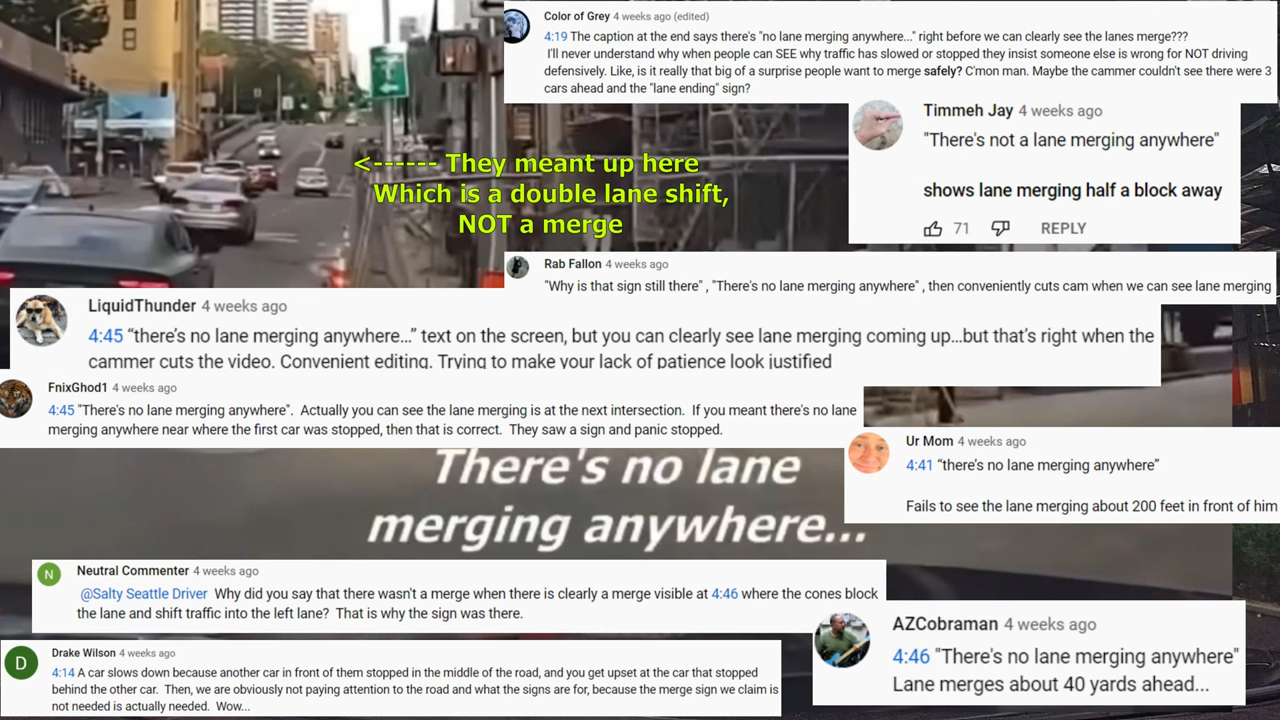 Color of Grey 4 weeks ago (edited)
4:19 The caption at the end says there's "no lane merging anywhere..." right before we can clearly see the lanes merge???
I'll never understand why when people can SEE why traffic has slowed or stopped they insist someone else is wrong for NOT driving
defensively. Like, is it really that big of a surprise people want to merge safely? C'mon man. Maybe the cammer couldn't see there were 3
cars ahead and the "lane ending" sign?
Timmeh Jay 4 weeks ago
"There's not a lane merging anywhere"
shows lane merging half a block away
71 REPLY
<------ They meant up here
Which is a double lane shift,
NOT a merge
Rab Fallon 4 weeks ago
"Why is that sign still there" , "There's no lane merging anywhere" , then conveniently cuts cam when we can see lane merging
LiquidThunder 4 weeks ago
4:45 “there’s no lane merging anywhere…” text on the screen, but you can clearly see lane merging coming up…but that’s right when the
cammer cuts the video. Convenient editing. Trying to make your lack of patience look justified
FnixGhod1 4 weeks ago
4:45 "There's no lane merging anywhere". Actually you can see the lane merging is at the next intersection. If you meant there's no lane
merging anywhere near where the first car was stopped, then that is correct. They saw a sign and panic stopped.
Ur Mom 4 weeks ago
4:41 “there’s no lane merging anywhere”
Fails to see the lane merging about 200 feet in front of him
There's no lane
merging anywhere...
N
Neutral Commenter 4 weeks ago
@Salty Seattle Driver Why did you say that there wasn't a merge when there is clearly a merge visible at 4:46 where the cones block
the lane and shift traffic into the left lane? That is why the sign was there.
AZCobraman 4 weeks ago
4:46 "There's no lane merging anywhere"
Lane merges about 40 yards ahead...
D
Drake Wilson 4 weeks ago
4:14 A car slows down because another car in front of them stopped in the middle of the road, and you get upset at the car that stopped
behind the other car. Then, we are obviously not paying attention to the road and what the signs are for, because the merge sign we claim is
not needed is actually needed. Wow...